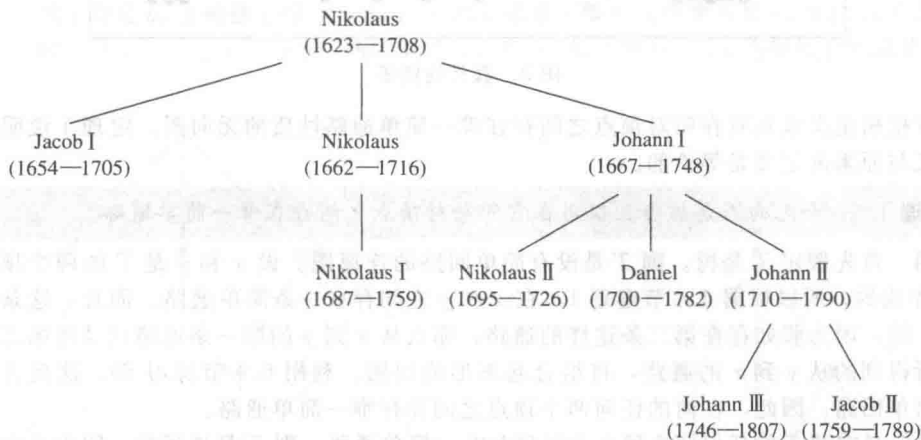 Nikolaus
(1623—1708)
Jacob Ⅰ
(1654—1705)
Nikolaus
(1662—1716)
Johann Ⅰ
(1667—1748)
Nikolaus Ⅰ
(1687—1759)
Nikolaus Ⅱ
(1695—1726)
Daniel
(1700—1782)
Johann Ⅱ
(1710—1790)
Johann Ⅲ
(1746—1807)
Jacob Ⅱ
(1759—1789)